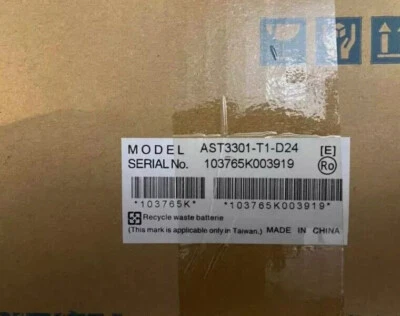 MODEL AST3301-T1-D24 [E]
SERIAL No. 103765K003919 Ro
*103765K* *103765K003919*
Recycle waste batterie
(This mark is applicable only in Taiwan.) MADE IN CHINA